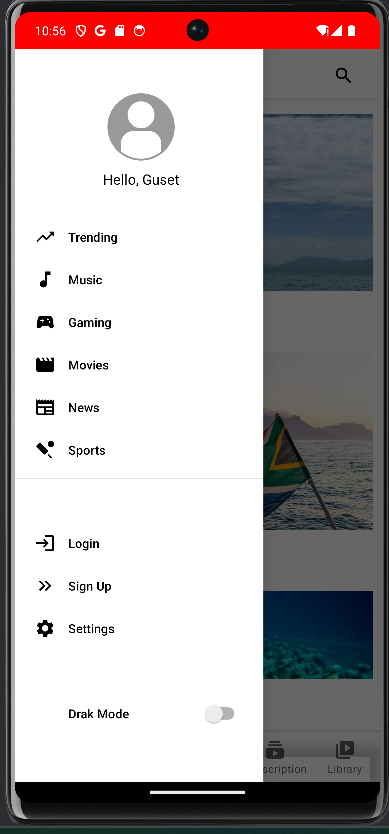 10:56
Hello, Guset
Trending
Music
Gaming
Movies
News
Sports
Login
Sign Up
Settings
Drak Mode
scription Library